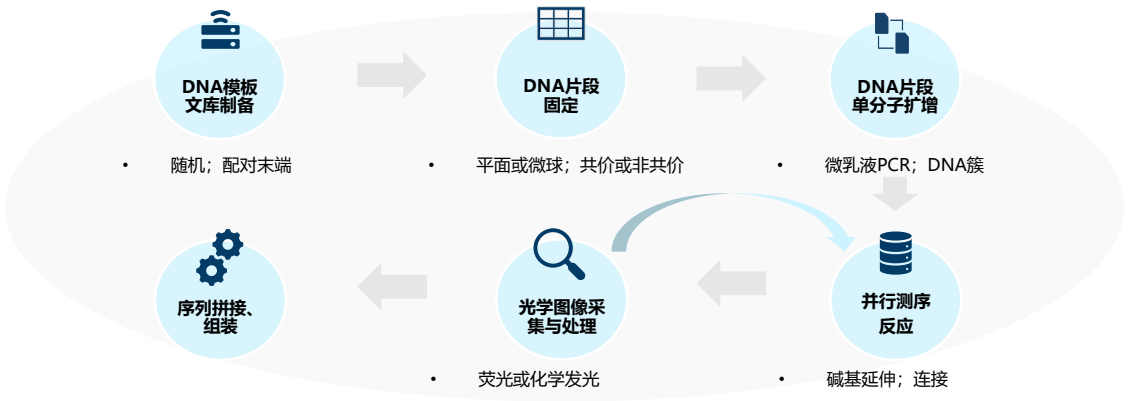 DNA模板
文库制备
DNA片段
固定
DNA片段
单分子扩增
• 随机；配对末端
• 平面或微球；共价或非共价
• 微乳液PCR；DNA簇
序列拼接、
组装
光学图像采
集与处理
并行测序
反应
• 荧光或化学发光
• 碱基延伸；连接